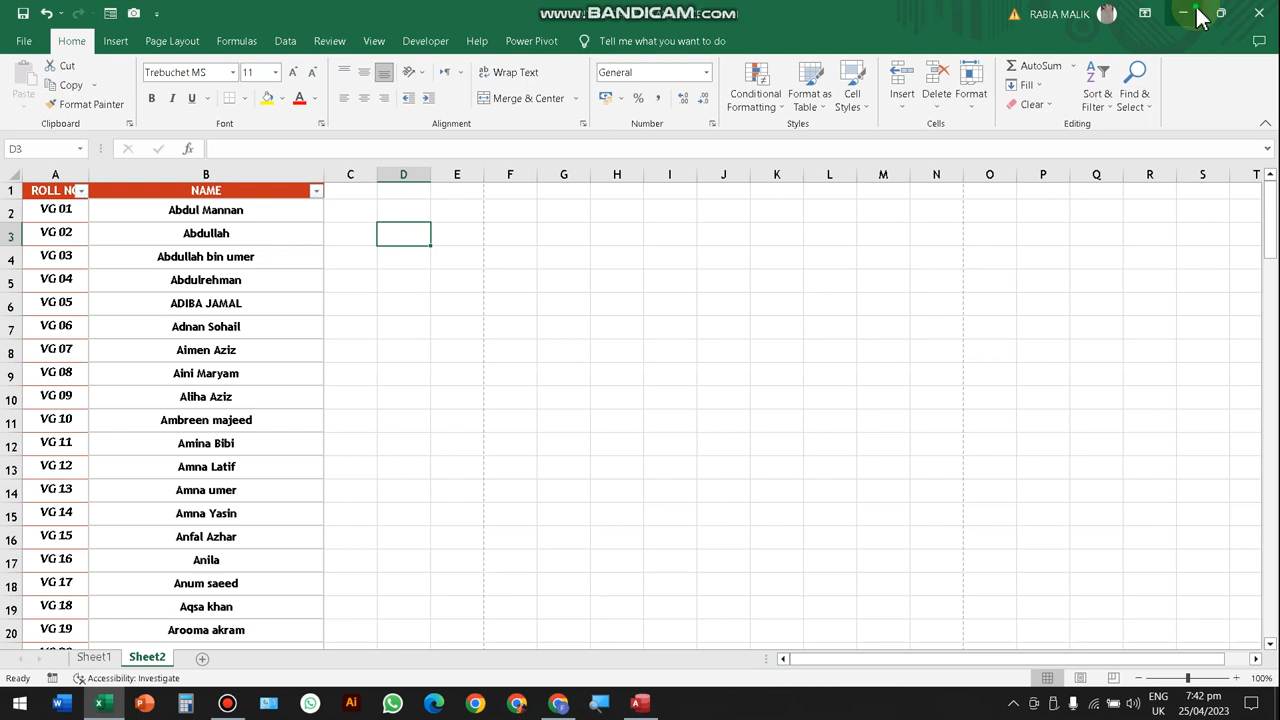 www.BANDICAM.com
RABIA MALIK
File Home Insert Page Layout Formulas Data Review View Developer Help Power Pivot Tell me what you want to do
Paste
Cut
Copy
Format Painter
Clipboard
Trebuchet MS 11
B I U
Font
Wrap Text
Merge & Center
Alignment
General
% ,
Number
Conditional Formatting
Format as Table
Cell Styles
Styles
Insert
Delete
Format
Cells
AutoSum
Fill
Clear
Sort & Filter
Find & Select
Editing
D3 fx
A B C D E F G H I J K L M N O P Q R S T
1 ROLL NO NAME
2 VG 01 Abdul Mannan
3 VG 02 Abdullah
4 VG 03 Abdullah bin umer
5 VG 04 Abdulrehman
6 VG 05 ADIBA JAMAL
7 VG 06 Adnan Sohail
8 VG 07 Aimen Aziz
9 VG 08 Aini Maryam
10 VG 09 Aliha Aziz
11 VG 10 Ambreen majeed
12 VG 11 Amina Bibi
13 VG 12 Amna Latif
14 VG 13 Amna umer
15 VG 14 Amna Yasin
16 VG 15 Anfal Azhar
17 VG 16 Anila
18 VG 17 Anum saeed
19 VG 18 Aqsa khan
20 VG 19 Arooma akram
Sheet1 Sheet2
Ready Accessibility: Investigate 100%
ENG
UK
7:42 pm
25/04/2023